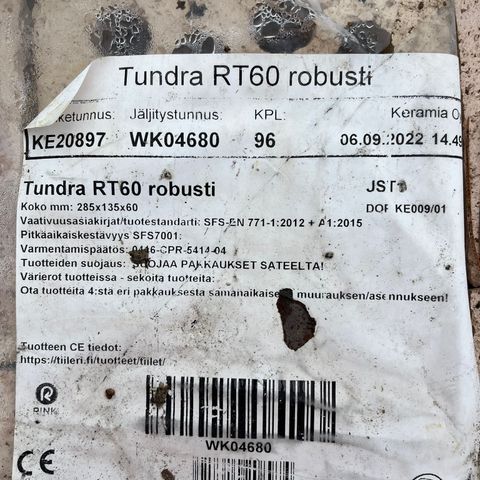 Tundra RT60 robusti
ketunnus: Jäljitystunnus: KPL: Keramia O
KE20897 WK04680 96 06.09.2022 14.49
Tundra RT60 robusti JST
Koko mm: 285x135x60 DOP KE009/01
Vaativuusasiakirjat/tuotestandarti: SFS-EN 771-1:2012 + A1:2015
Pitkäaikaiskestävyys SFS7001:
Varmentamispäätös: 0416-CPR-5414-04
Tuotteiden suojaus: SUOJAA PAKKAUKSET SATEELTA!
Värierot tuotteissa - sekoita tuotteita:
Ota tuotteita 4:stä eri pakkauksesta samanaikaisesti muurauksen/asennukseen!
Tuotteen CE tiedot:
https://tiileri.fi/tuotteet/tiilet/
R
RINK
WK04680
CE